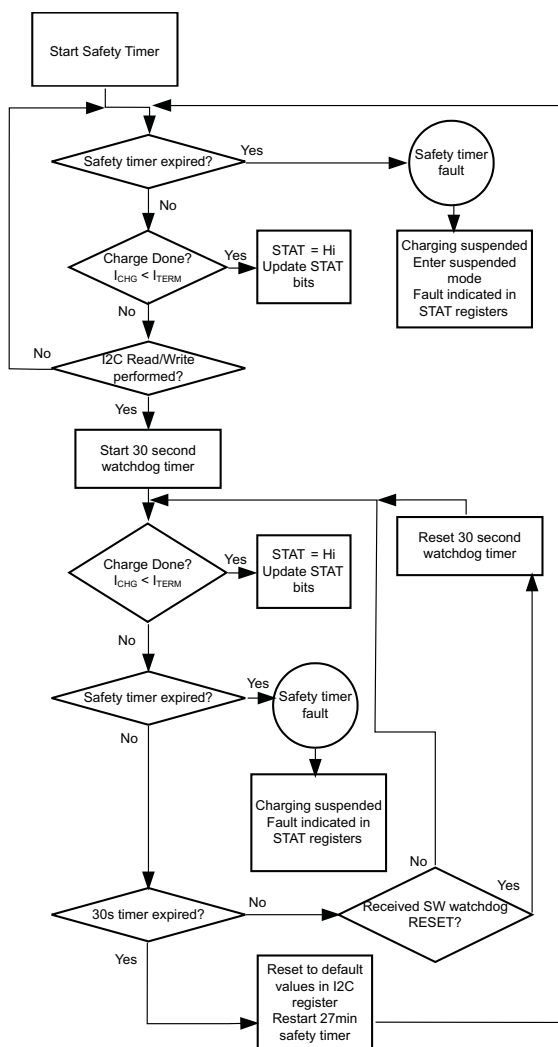 Start Safety Timer
Safety timer expired?
Yes
Safety timer
fault
No
Charging suspended
Enter suspended
mode
Fault indicated in
STAT registers
Charge Done?
I_CHG < I_TERM
Yes
STAT = Hi
Update STAT
bits
No
No
I2C Read/Write
performed?
Yes
Start 30 second
watchdog timer
Reset 30 second
watchdog timer
Charge Done?
I_CHG < I_TERM
Yes
STAT = Hi
Update STAT
bits
No
Safety timer expired?
Yes
Safety timer
fault
No
Charging suspended
Fault indicated in
STAT registers
No
Yes
30s timer expired?
No
Received SW watchdog
RESET?
Yes
Reset to default
values in I2C
register
Restart 27min
safety timer